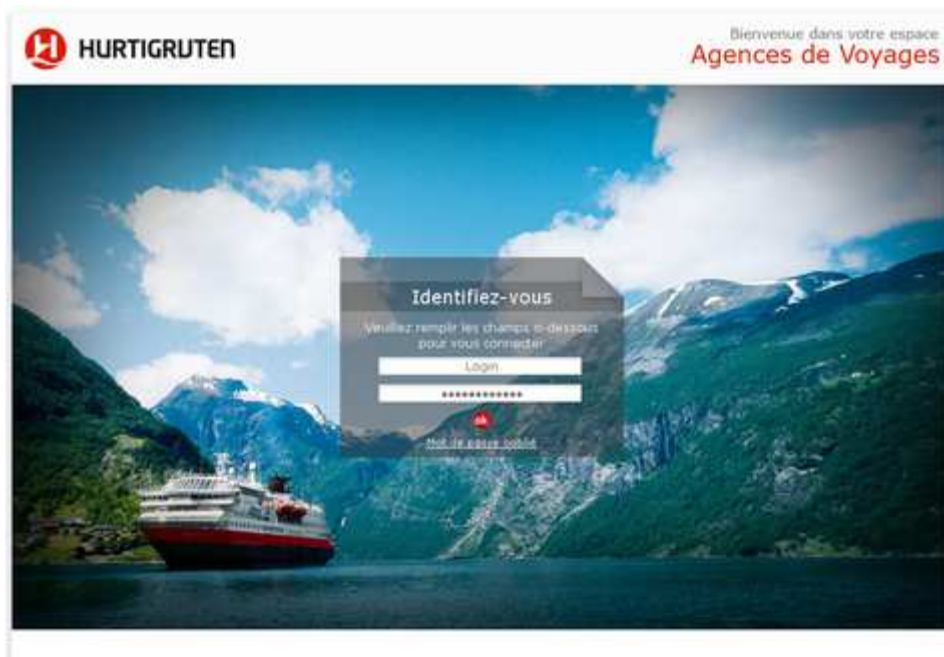 HURTIGRUTEN
Bienvenue dans votre espace
Agences de Voyages
Identifiez-vous
Veuillez remplir les champs ci-dessous
pour vous connecter
Login
************
ok
Mot de passe oublié